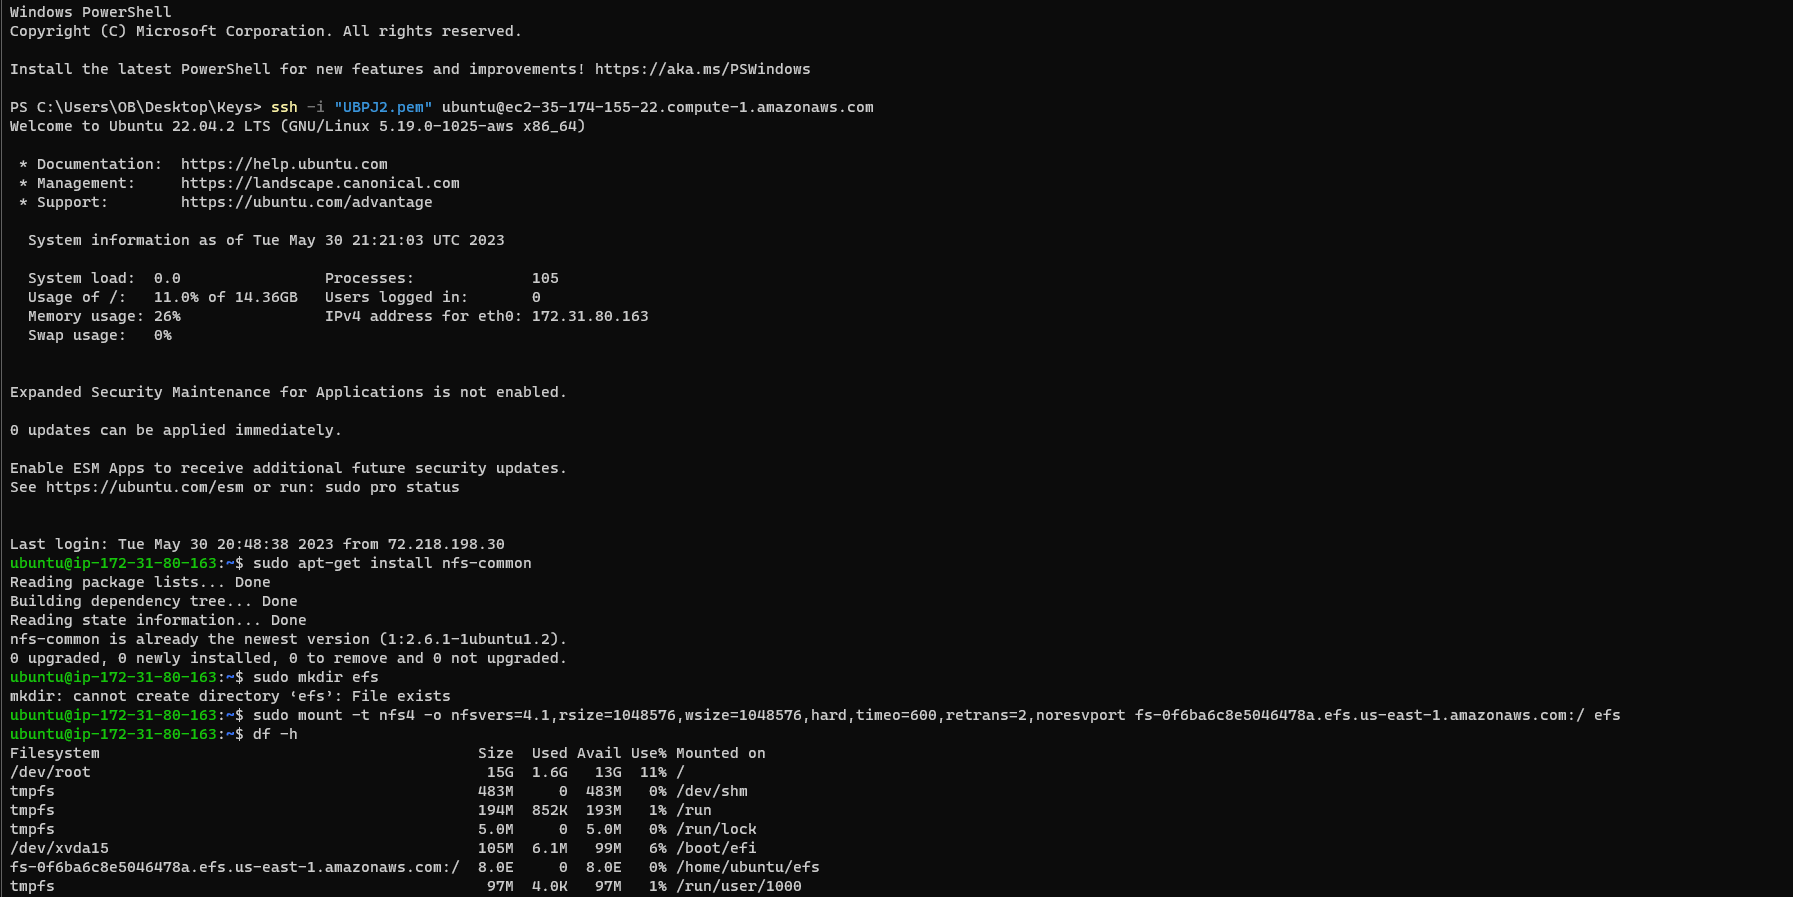 Windows PowerShell
Copyright (C) Microsoft Corporation. All rights reserved.
Install the latest PowerShell for new features and improvements! https://aka.ms/PSWindows
PS C:\Users\OB\Desktop\Keys> ssh -i "UBPJ2.pem" ubuntu@ec2-35-174-155-22.compute-1.amazonaws.com
Welcome to Ubuntu 22.04.2 LTS (GNU/Linux 5.19.0-1025-aws x86_64)
* Documentation:  https://help.ubuntu.com
* Management:     https://landscape.canonical.com
* Support:        https://ubuntu.com/advantage
System information as of Tue May 30 21:21:03 UTC 2023
System load:  0.0                Processes:             105
Usage of /:   11.0% of 14.36GB   Users logged in:       0
Memory usage: 26%                IPv4 address for eth0: 172.31.80.163
Swap usage:   0%
Expanded Security Maintenance for Applications is not enabled.
0 updates can be applied immediately.
Enable ESM Apps to receive additional future security updates.
See https://ubuntu.com/esm or run: sudo pro status
Last login: Tue May 30 20:48:38 2023 from 72.218.198.30
ubuntu@ip-172-31-80-163:~$ sudo apt-get install nfs-common
Reading package lists... Done
Building dependency tree... Done
Reading state information... Done
nfs-common is already the newest version (1:2.6.1-1ubuntu1.2).
0 upgraded, 0 newly installed, 0 to remove and 0 not upgraded.
ubuntu@ip-172-31-80-163:~$ sudo mkdir efs
mkdir: cannot create directory ‘efs’: File exists
ubuntu@ip-172-31-80-163:~$ sudo mount -t nfs4 -o nfsvers=4.1,rsize=1048576,wsize=1048576,hard,timeo=600,retrans=2,noresvport fs-0f6ba6c8e5046478a.efs.us-east-1.amazonaws.com:/ efs
ubuntu@ip-172-31-80-163:~$ df -h
Filesystem                                          Size  Used Avail Use% Mounted on
/dev/root                                            15G  1.6G   13G  11% /
tmpfs                                               483M     0  483M   0% /dev/shm
tmpfs                                               194M  852K  193M   1% /run
tmpfs                                               5.0M     0  5.0M   0% /run/lock
/dev/xvda15                                         105M  6.1M   99M   6% /boot/efi
fs-0f6ba6c8e5046478a.efs.us-east-1.amazonaws.com:/  8.0E     0  8.0E   0% /home/ubuntu/efs
tmpfs                                                97M  4.0K   97M   1% /run/user/1000